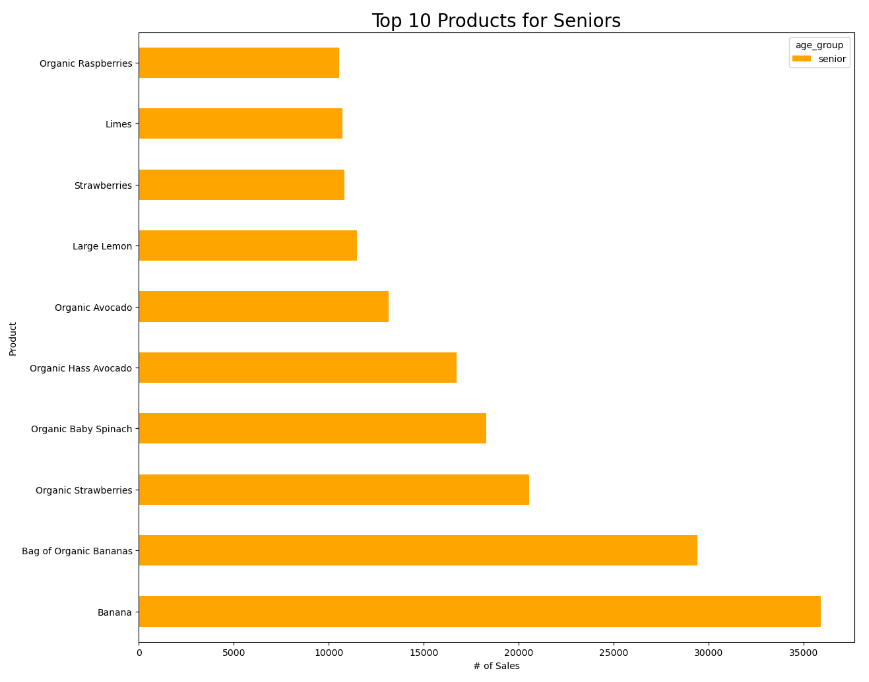 Top 10 Products for Seniors
age_group
senior
Organic Raspberries
Limes
Strawberries
Large Lemon
Organic Avocado
Organic Hass Avocado
Organic Baby Spinach
Organic Strawberries
Bag of Organic Bananas
Banana
Product
0 5000 10000 15000 20000 25000 30000 35000
# of Sales